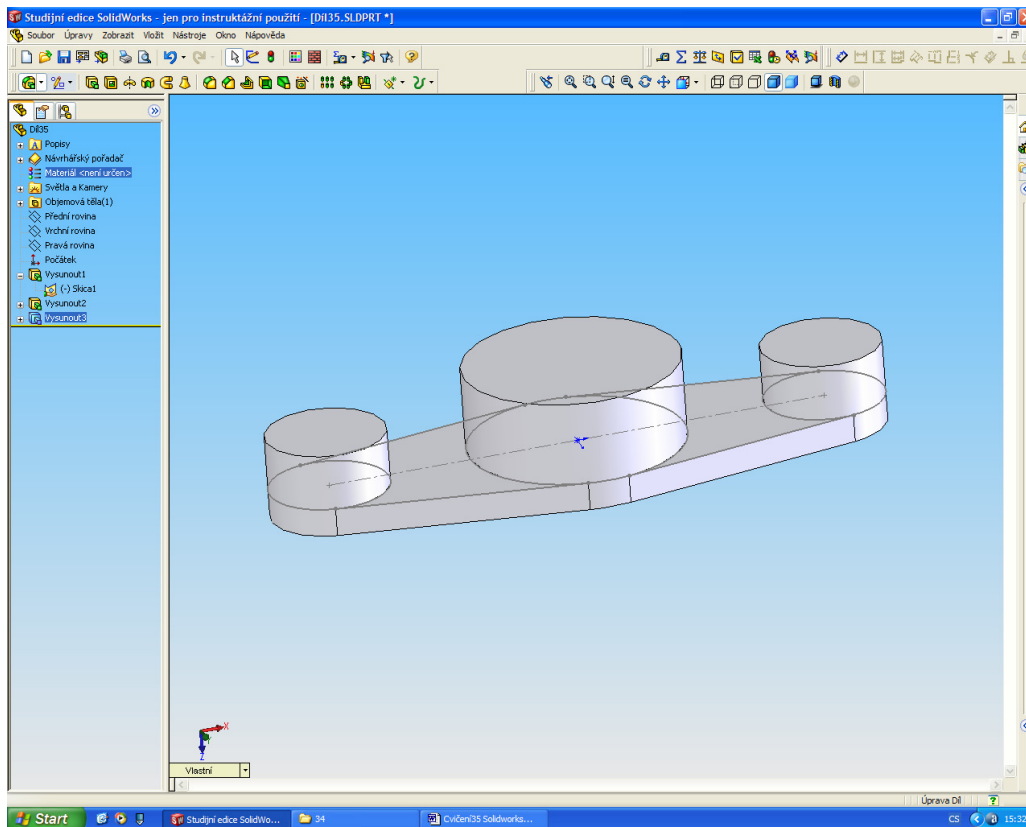 Studijní edice SolidWorks - jen pro instruktážní použití - [Díl35.SLDPRT *]
Soubor Úpravy Zobrazit Vložit Nástroje Okno Nápověda
Díl35
Popisy
Návrhářský pořadač
Materiál <není určen>
Světla a Kamery
Objemová těla(1)
Přední rovina
Vrchní rovina
Pravá rovina
Počátek
Vysunout1
(-) Skica1
Vysunout2
Vysunout3
X
Y
Z
Vlastní
Úprava Díl
Start
Studijní edice SolidWo...
34
Cvičení35 Solidworks...
CS
15:32